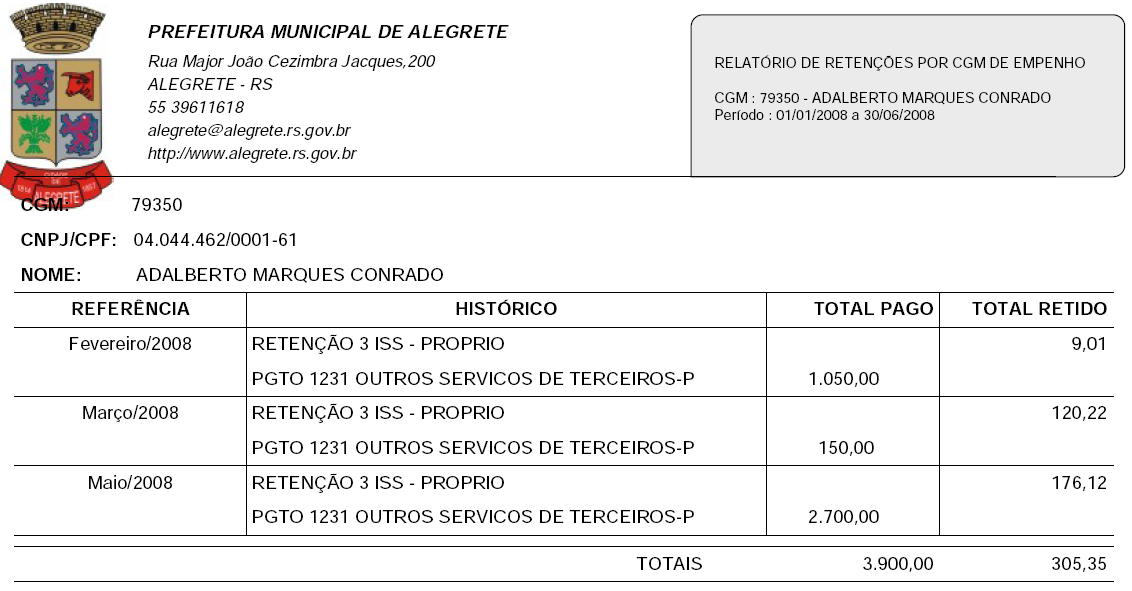 PREFEITURA MUNICIPAL DE ALEGRETE
Rua Major João Cezimbra Jacques,200
ALEGRETE - RS
55 39611618
alegrete@alegrete.rs.gov.br
http://www.alegrete.rs.gov.br
RELATÓRIO DE RETENÇÕES POR CGM DE EMPENHO
CGM : 79350 - ADALBERTO MARQUES CONRADO
Período : 01/01/2008 a 30/06/2008
CIDADE
DE
1814 ALEGRETE 1857
CGM: 79350
CNPJ/CPF: 04.044.462/0001-61
NOME: ADALBERTO MARQUES CONRADO
REFERÊNCIA HISTÓRICO TOTAL PAGO TOTAL RETIDO
Fevereiro/2008 RETENÇÃO 3 ISS - PROPRIO 9,01
PGTO 1231 OUTROS SERVICOS DE TERCEIROS-P 1.050,00
Março/2008 RETENÇÃO 3 ISS - PROPRIO 120,22
PGTO 1231 OUTROS SERVICOS DE TERCEIROS-P 150,00
Maio/2008 RETENÇÃO 3 ISS - PROPRIO 176,12
PGTO 1231 OUTROS SERVICOS DE TERCEIROS-P 2.700,00
TOTAIS 3.900,00 305,35